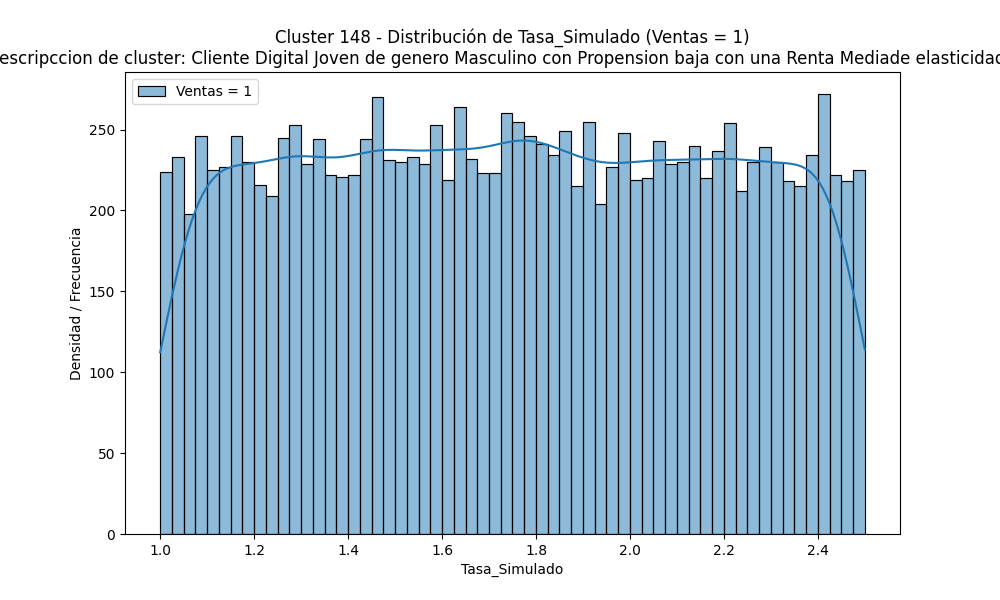 Cluster 148 - Distribución de Tasa_Simulado (Ventas = 1)
escripccion de cluster: Cliente Digital Joven de genero Masculino con Propension baja con una Renta Mediade elasticidad
Ventas = 1
Densidad / Frecuencia
250
200
150
100
50
0
1.0 1.2 1.4 1.6 1.8 2.0 2.2 2.4
Tasa_Simulado